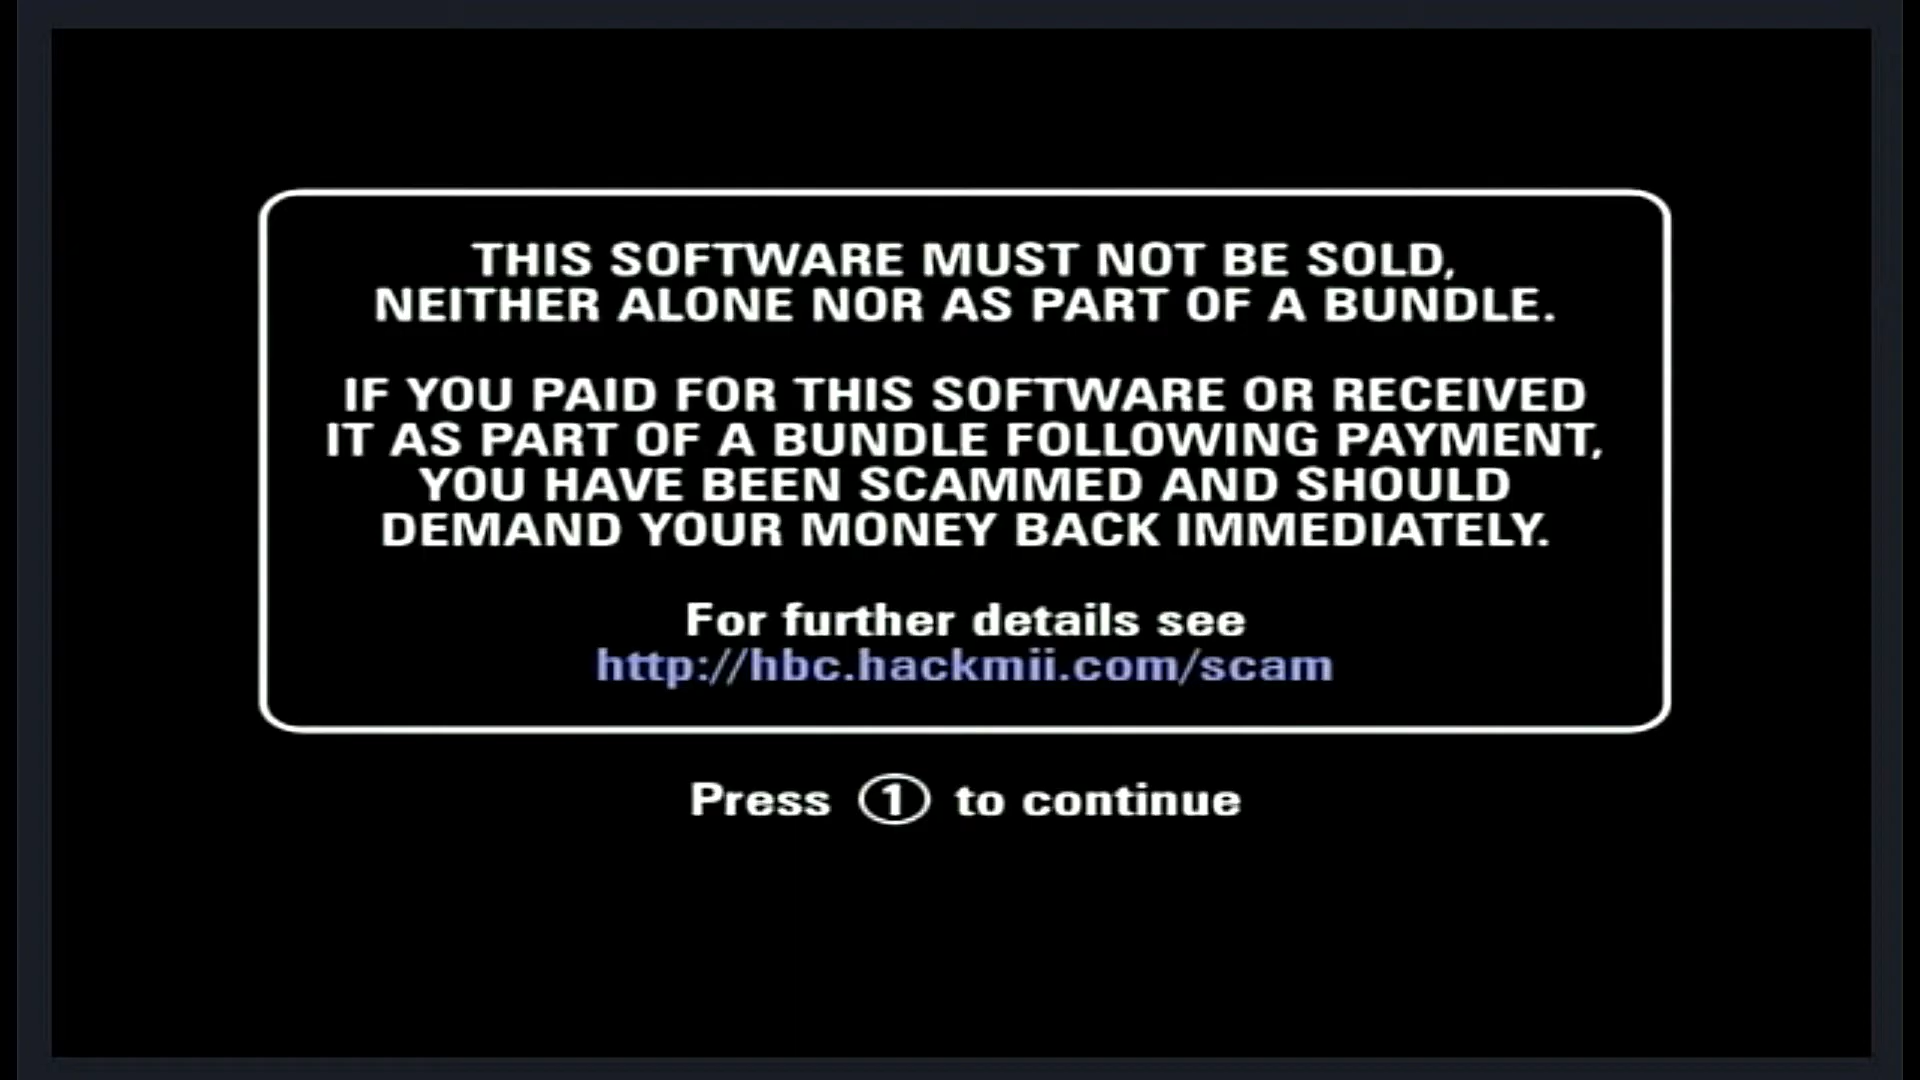 THIS SOFTWARE MUST NOT BE SOLD,
NEITHER ALONE NOR AS PART OF A BUNDLE.
IF YOU PAID FOR THIS SOFTWARE OR RECEIVED
IT AS PART OF A BUNDLE FOLLOWING PAYMENT,
YOU HAVE BEEN SCAMMED AND SHOULD
DEMAND YOUR MONEY BACK IMMEDIATELY.
For further details see
http://hbc.hackmii.com/scam
Press 1 to continue